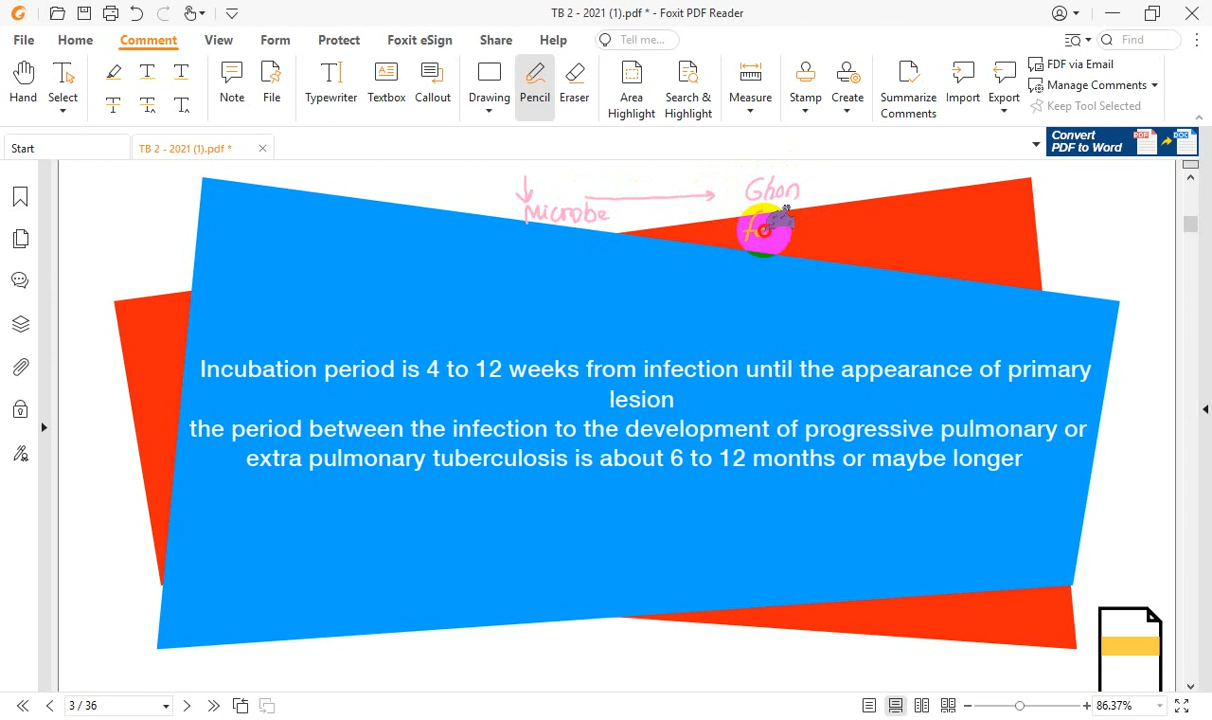 TB 2 - 2021 (1).pdf * - Foxit PDF Reader
File Home Comment View Form Protect Foxit eSign Share Help Tell me... Find
Hand Select Note File Typewriter Textbox Callout Drawing Pencil Eraser Area Highlight Search & Highlight Measure Stamp Create Summarize Comments Import Export
FDF via Email
Manage Comments
Keep Tool Selected
Start TB 2 - 2021 (1).pdf *
Convert
PDF to Word
PDF DOC
Ghon
Microbe
Incubation period is 4 to 12 weeks from infection until the appearance of primary
lesion
the period between the infection to the development of progressive pulmonary or
extra pulmonary tuberculosis is about 6 to 12 months or maybe longer
3 / 36 86.37%